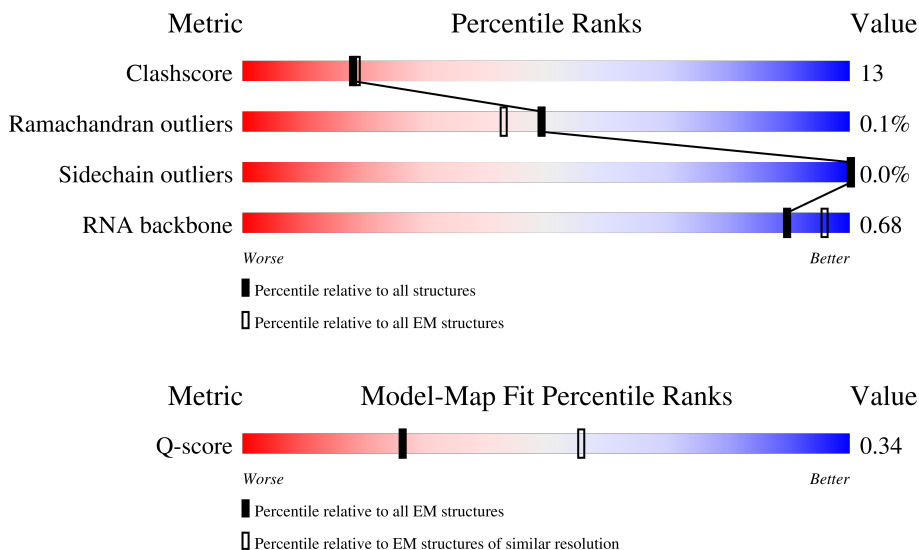 Metric Percentile Ranks Value
Clashscore 13
Ramachandran outliers 0.1%
Sidechain outliers 0.0%
RNA backbone 0.68
Worse Better
Percentile relative to all structures
Percentile relative to all EM structures
Metric Model-Map Fit Percentile Ranks Value
Q-score 0.34
Worse Better
Percentile relative to all EM structures
Percentile relative to EM structures of similar resolution